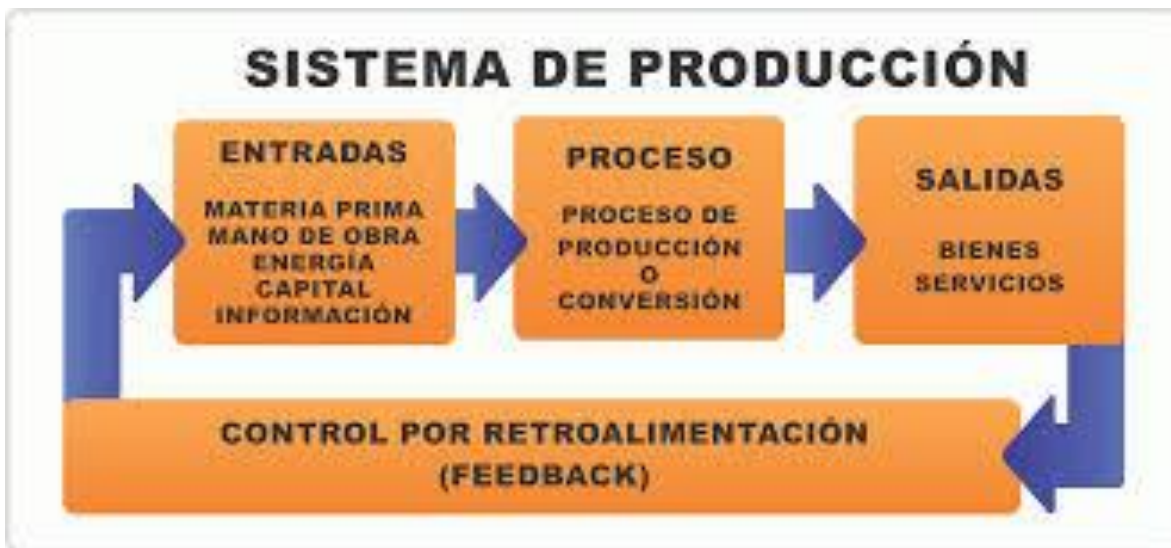 SISTEMA DE PRODUCCIÓN
ENTRADAS
MATERIA PRIMA
MANO DE OBRA
ENERGÍA
CAPITAL
INFORMACIÓN
PROCESO
PROCESO DE
PRODUCCIÓN
O
CONVERSIÓN
SALIDAS
BIENES
SERVICIOS
CONTROL POR RETROALIMENTACIÓN
(FEEDBACK)